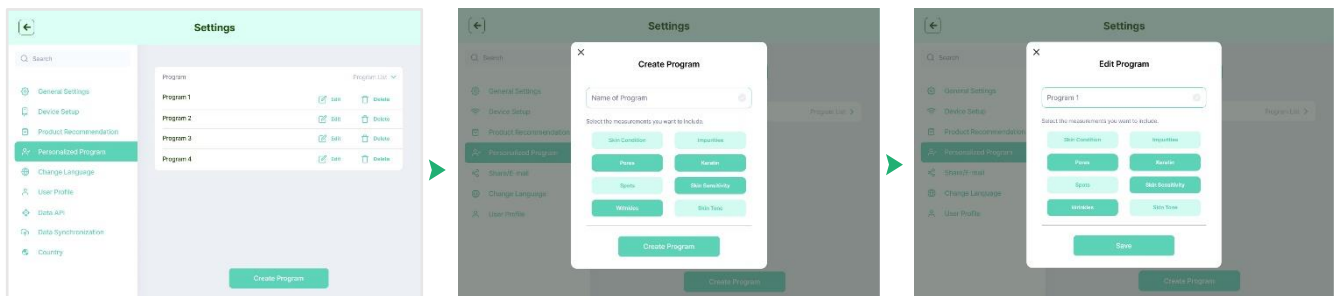 Settings
Search
General Settings
Device Setup
Product Recommendation
Personalized Program
Change Language
User Profile
Data API
Data Synchronization
Country
Program Program List
Program 1 Edit Delete
Program 2 Edit Delete
Program 3 Edit Delete
Program 4 Edit Delete
Create Program
Settings
Search
General Settings
Device Setup
Product Recommendation
Personalized Program
Share/E-mail
Change Language
User Profile
Program List
Create Program
Name of Program
Select the measurements you want to include.
Skin Condition Impurities
Pores Keratin
Spots Skin Sensitivity
Wrinkles Skin Tone
Create Program
Create Program
Settings
Search
General Settings
Device Setup
Product Recommendation
Personalized Program
Share/E-mail
Change Language
User Profile
Program List
Edit Program
Program 1
Select the measurements you want to include.
Skin Condition Impurities
Pores Keratin
Spots Skin Sensitivity
Wrinkles Skin Tone
Save
Create Program